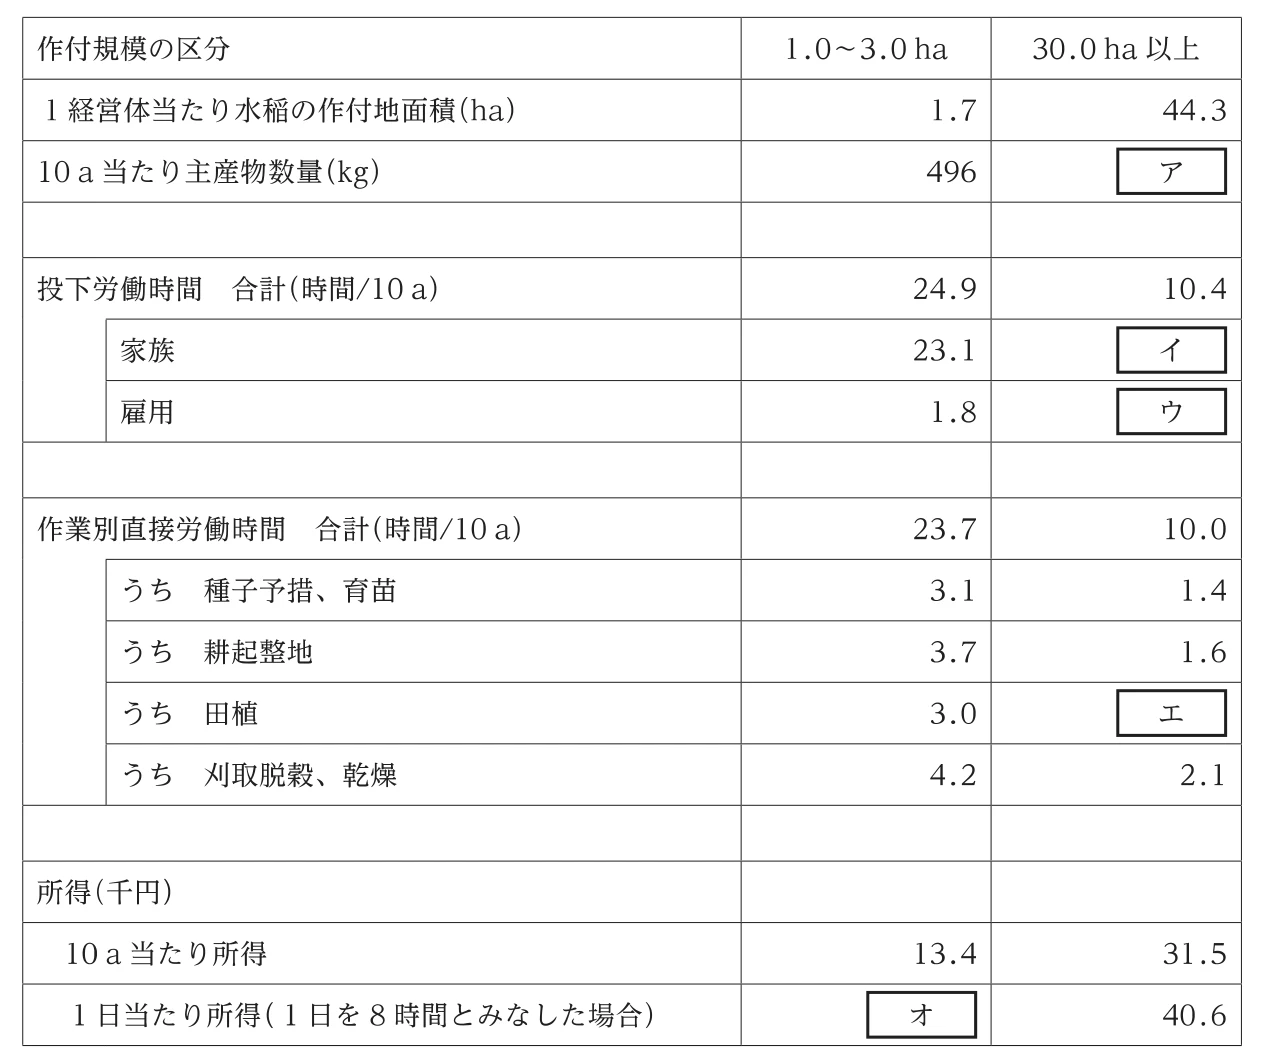 作付規模の区分 1.0～3.0 ha 30.0 ha 以上
1 経営体当たり水稲の作付地面積(ha) 1.7 44.3
10 a 当たり主産物数量(kg) 496 ア
投下労働時間　合計(時間/10 a) 24.9 10.4
家族 23.1 イ
雇用 1.8 ウ
作業別直接労働時間　合計(時間/10 a) 23.7 10.0
うち　種子予措、育苗 3.1 1.4
うち　耕起整地 3.7 1.6
うち　田植 3.0 エ
うち　刈取脱穀、乾燥 4.2 2.1
所得(千円)
10 a 当たり所得 13.4 31.5
1 日当たり所得( 1 日を 8 時間とみなした場合) オ 40.6